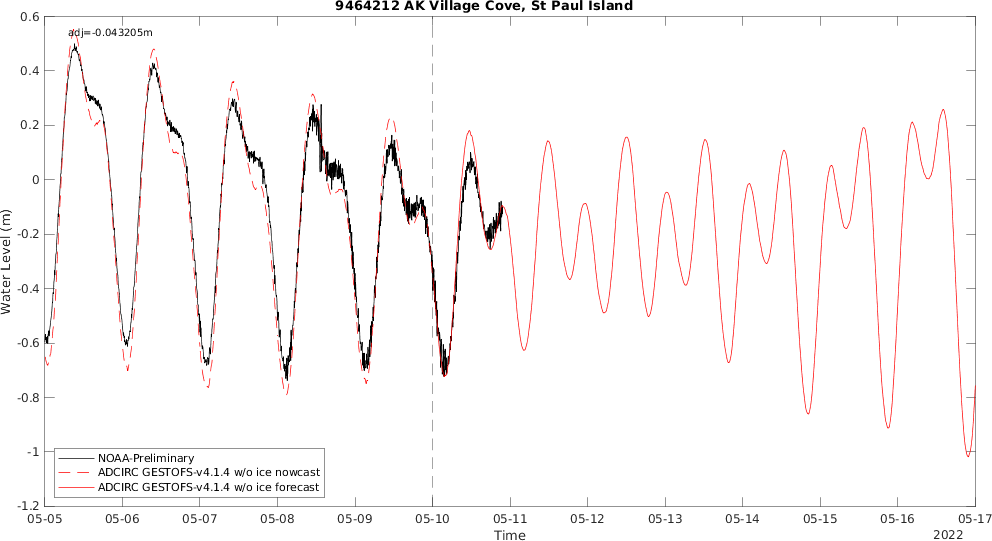 9464212 AK Village Cove, St Paul Island
adj=-0.043205m
0.6
0.4
0.2
0
-0.2
-0.4
-0.6
-0.8
-1
-1.2
Water Level (m)
NOAA-Preliminary
ADCIRC GESTOFS-v4.1.4 w/o ice nowcast
ADCIRC GESTOFS-v4.1.4 w/o ice forecast
05-05 05-06 05-07 05-08 05-09 05-10 05-11 05-12 05-13 05-14 05-15 05-16 05-17
Time
2022